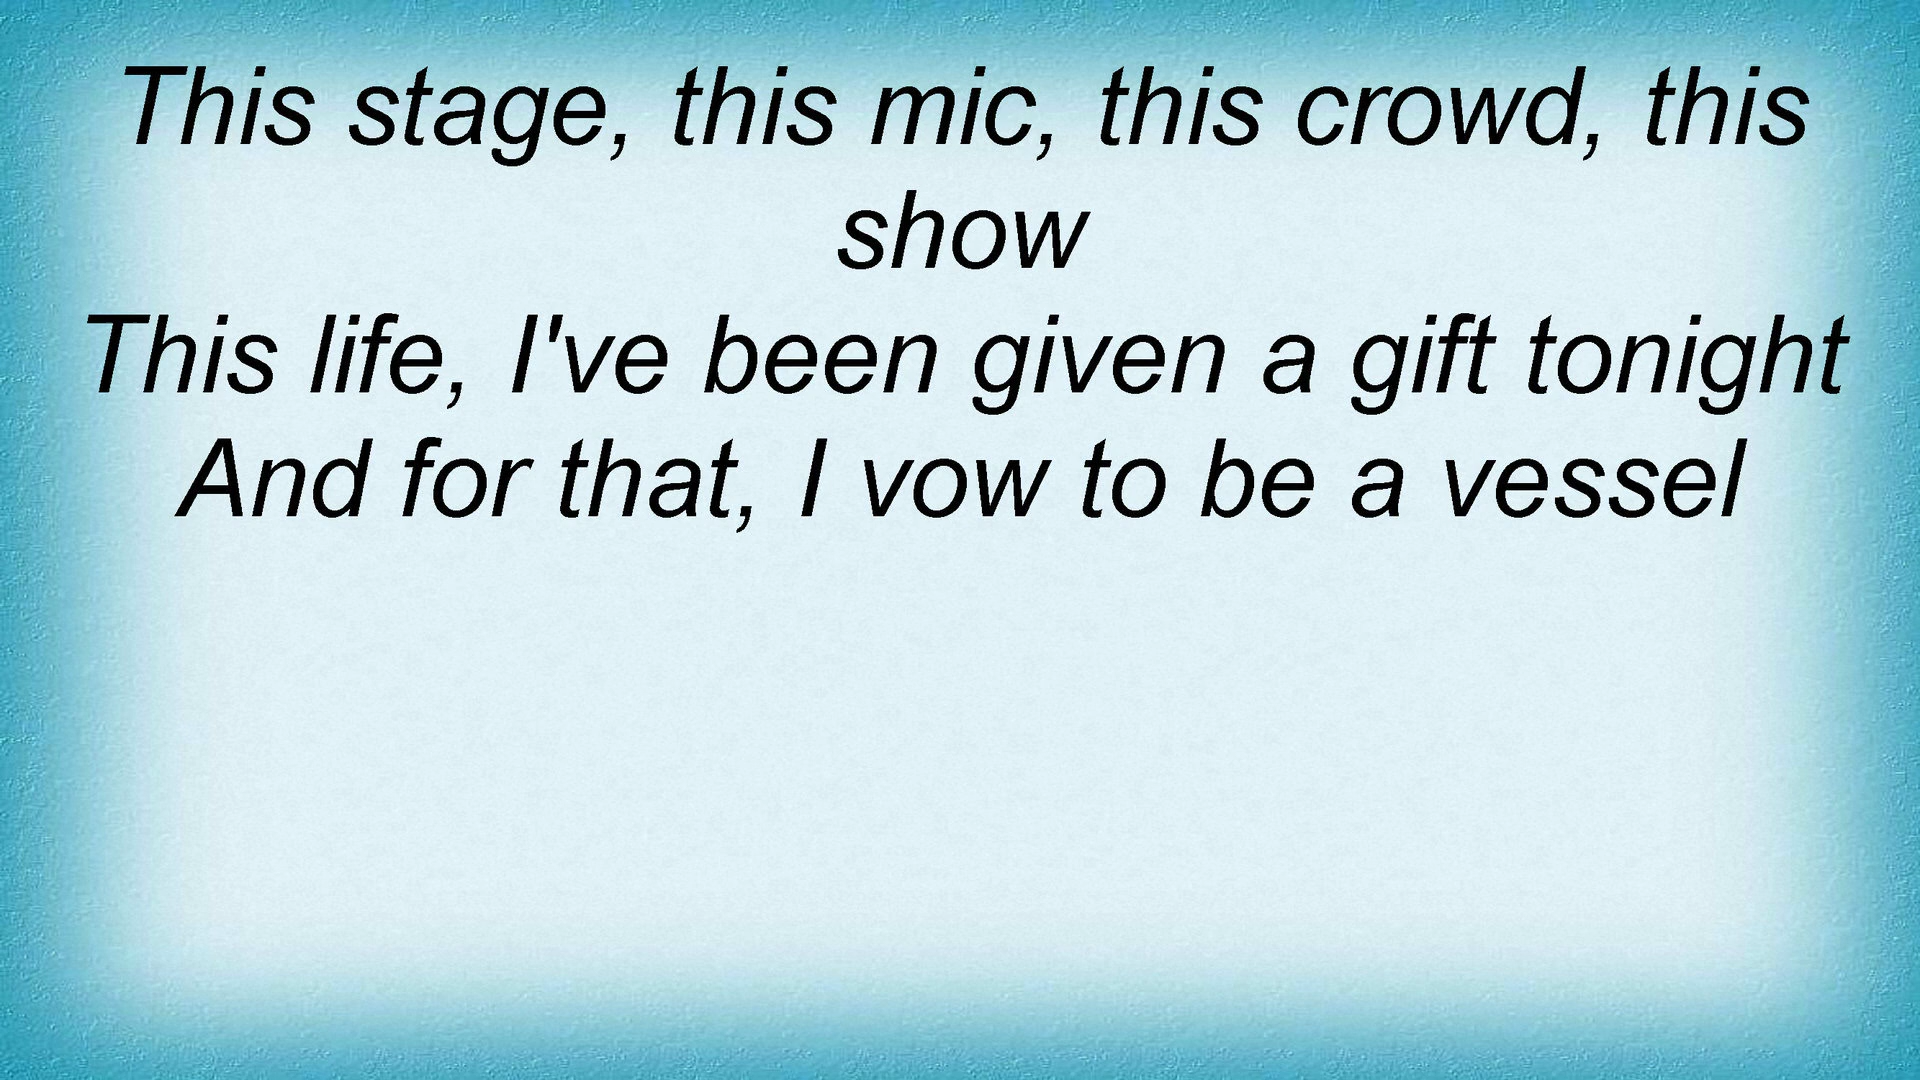 This stage, this mic, this crowd, this
show
This life, I've been given a gift tonight
And for that, I vow to be a vessel